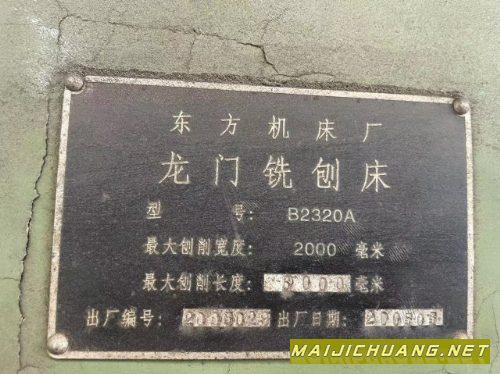 东方机床厂
龙门铣刨床
型号: B2320A
最大刨削宽度: 2000 毫米
最大刨削长度: 毫米
出厂编号: 出厂日期:
MAIJICHUANG.NET